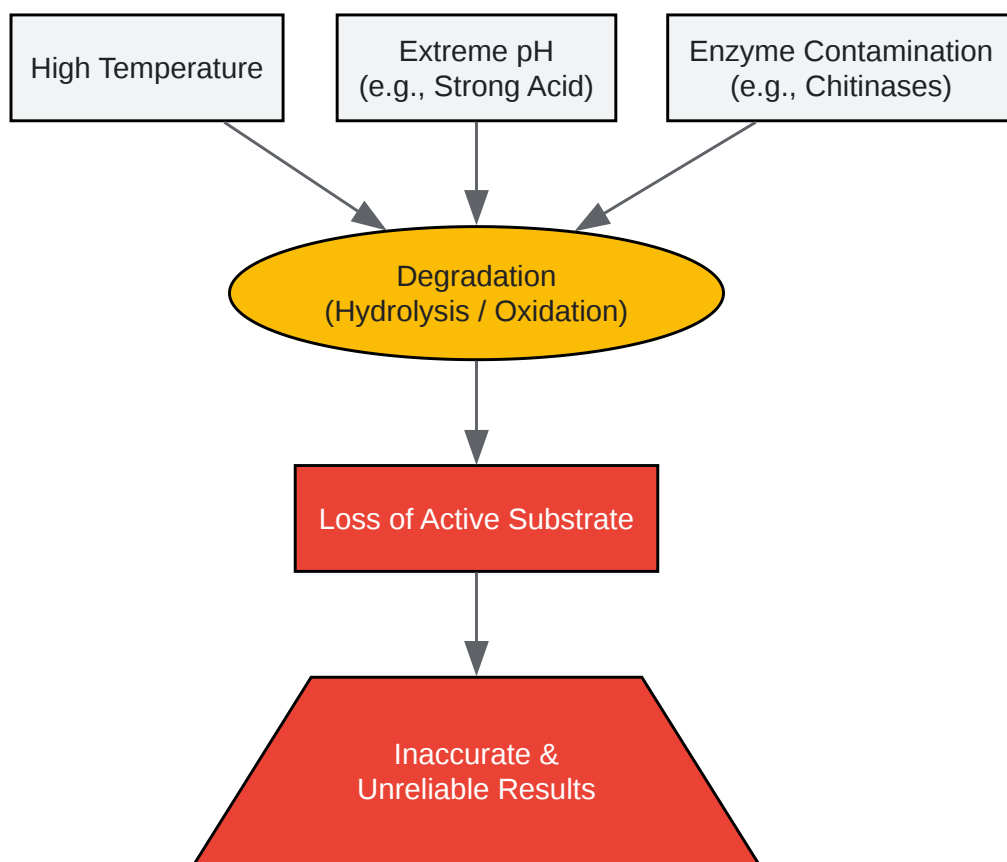 High Temperature
Extreme pH
(e.g., Strong Acid)
Enzyme Contamination
(e.g., Chitinases)
Degradation
(Hydrolysis / Oxidation)
Loss of Active Substrate
Inaccurate &
Unreliable Results